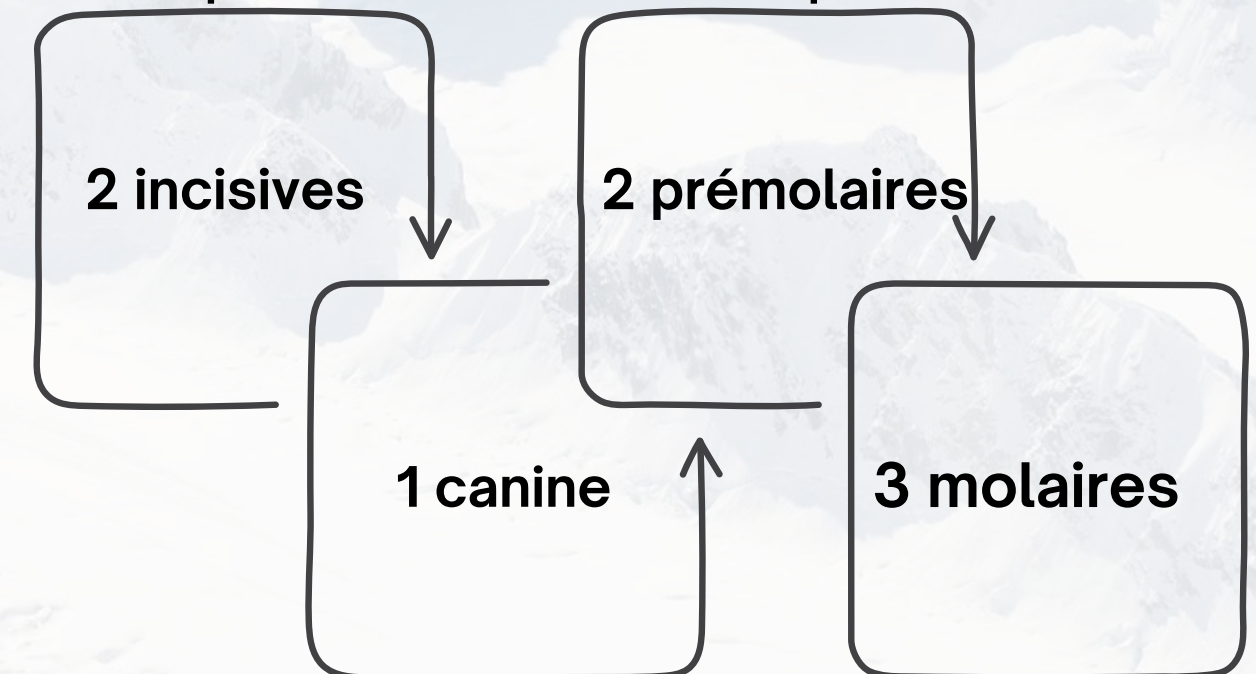 2 incisives
1 canine
2 prémolaires
3 molaires